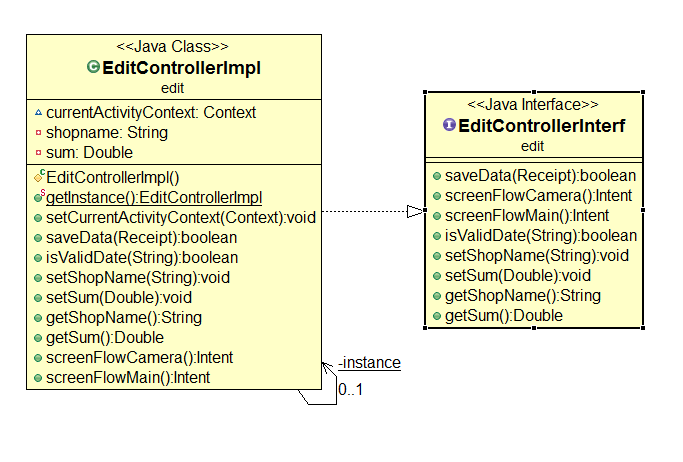 <<Java Class>>
EditControllerImpl
edit
currentActivityContext: Context
shopname: String
sum: Double
EditControllerImpl()
getInstance():EditControllerImpl
setCurrentActivityContext(Context):void
saveData(Receipt):boolean
isValidDate(String):boolean
setShopName(String):void
setSum(Double):void
getShopName():String
getSum():Double
screenFlowCamera():Intent
screenFlowMain():Intent
-instance
0..1
<<Java Interface>>
EditControllerInterf
edit
saveData(Receipt):boolean
screenFlowCamera():Intent
screenFlowMain():Intent
isValidDate(String):boolean
setShopName(String):void
setSum(Double):void
getShopName():String
getSum():Double